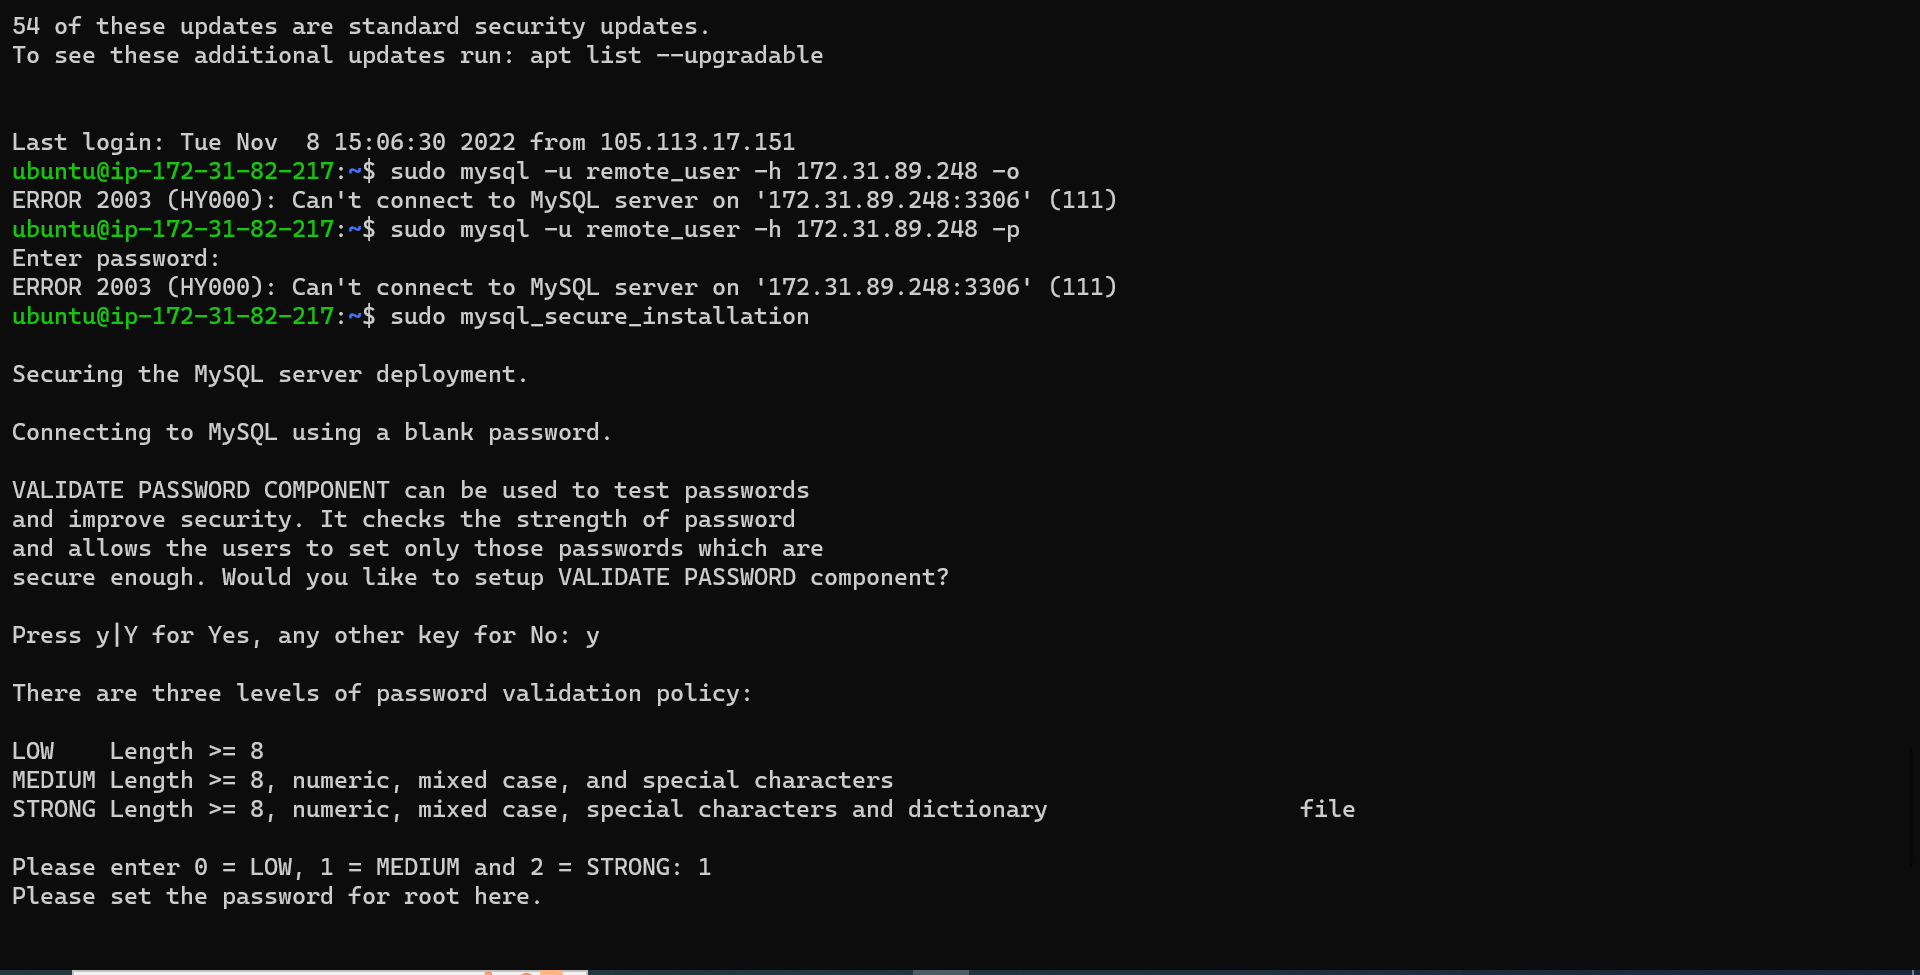 54 of these updates are standard security updates.
To see these additional updates run: apt list --upgradable
Last login: Tue Nov  8 15:06:30 2022 from 105.113.17.151
ubuntu@ip-172-31-82-217:~$ sudo mysql -u remote_user -h 172.31.89.248 -o
ERROR 2003 (HY000): Can't connect to MySQL server on '172.31.89.248:3306' (111)
ubuntu@ip-172-31-82-217:~$ sudo mysql -u remote_user -h 172.31.89.248 -p
Enter password:
ERROR 2003 (HY000): Can't connect to MySQL server on '172.31.89.248:3306' (111)
ubuntu@ip-172-31-82-217:~$ sudo mysql_secure_installation
Securing the MySQL server deployment.
Connecting to MySQL using a blank password.
VALIDATE PASSWORD COMPONENT can be used to test passwords
and improve security. It checks the strength of password
and allows the users to set only those passwords which are
secure enough. Would you like to setup VALIDATE PASSWORD component?
Press y|Y for Yes, any other key for No: y
There are three levels of password validation policy:
LOW    Length >= 8
MEDIUM Length >= 8, numeric, mixed case, and special characters
STRONG Length >= 8, numeric, mixed case, special characters and dictionary                  file
Please enter 0 = LOW, 1 = MEDIUM and 2 = STRONG: 1
Please set the password for root here.